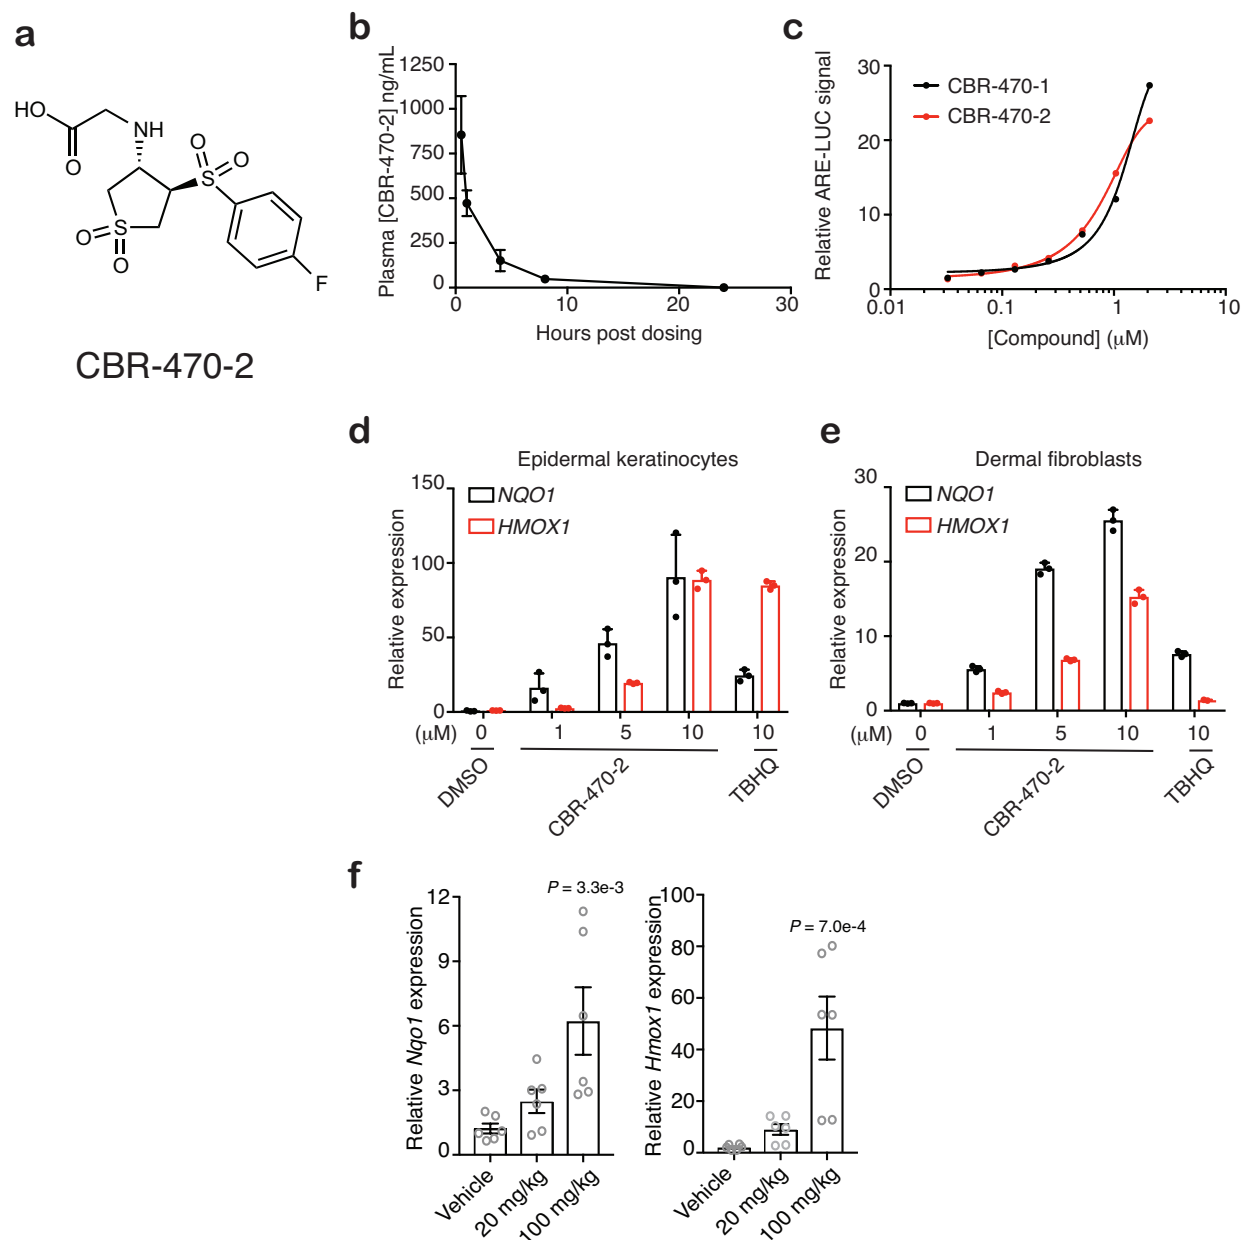 a
HO
O
NH
O
O
S
S
O
O
F
CBR-470-2
b
Plasma [CBR-470-2] ng/mL
1250
1000
750
500
250
0
0
10
20
30
Hours post dosing
c
Relative ARE-LUC signal
30
20
10
0
CBR-470-1
CBR-470-2
0.01
0.1
1
10
[Compound] (μM)
d
Epidermal keratinocytes
Relative expression
150
100
50
0
NQO1
HMOX1
(μM) 0 1 5 10 10
DMSO
CBR-470-2
TBHQ
e
Dermal fibroblasts
Relative expression
30
20
10
0
NQO1
HMOX1
(μM) 0 1 5 10 10
DMSO
CBR-470-2
TBHQ
f
Relative Nqo1 expression
12
9
6
3
0
P = 3.3e-3
Vehicle
20 mg/kg
100 mg/kg
Relative Hmox1 expression
100
80
60
40
20
0
P = 7.0e-4
Vehicle
20 mg/kg
100 mg/kg